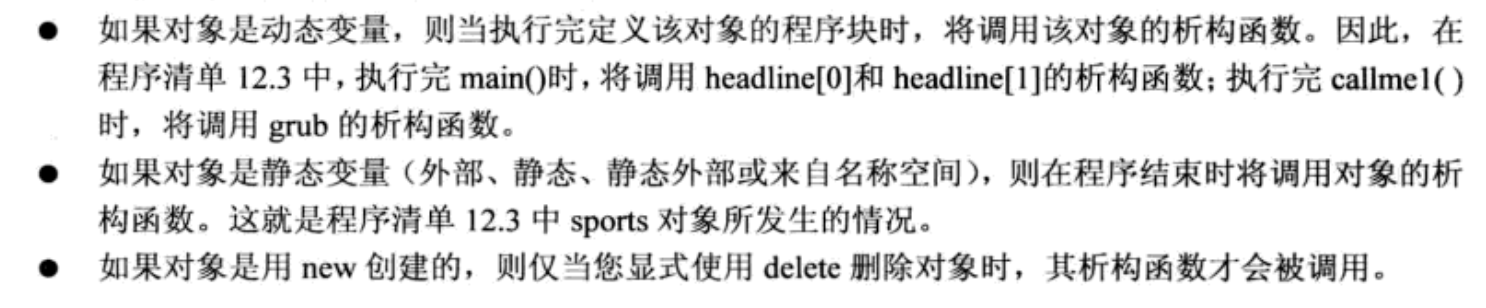 ● 如果对象是动态变量，则当执行完定义该对象的程序块时，将调用该对象的析构函数。因此，在
程序清单 12.3 中，执行完 main()时，将调用 headline[0]和 headline[1]的析构函数；执行完 callme1( )
时，将调用 grub 的析构函数。
● 如果对象是静态变量（外部、静态、静态外部或来自名称空间），则在程序结束时将调用对象的析
构函数。这就是程序清单 12.3 中 sports 对象所发生的情况。
● 如果对象是用 new 创建的，则仅当您显式使用 delete 删除对象时，其析构函数才会被调用。